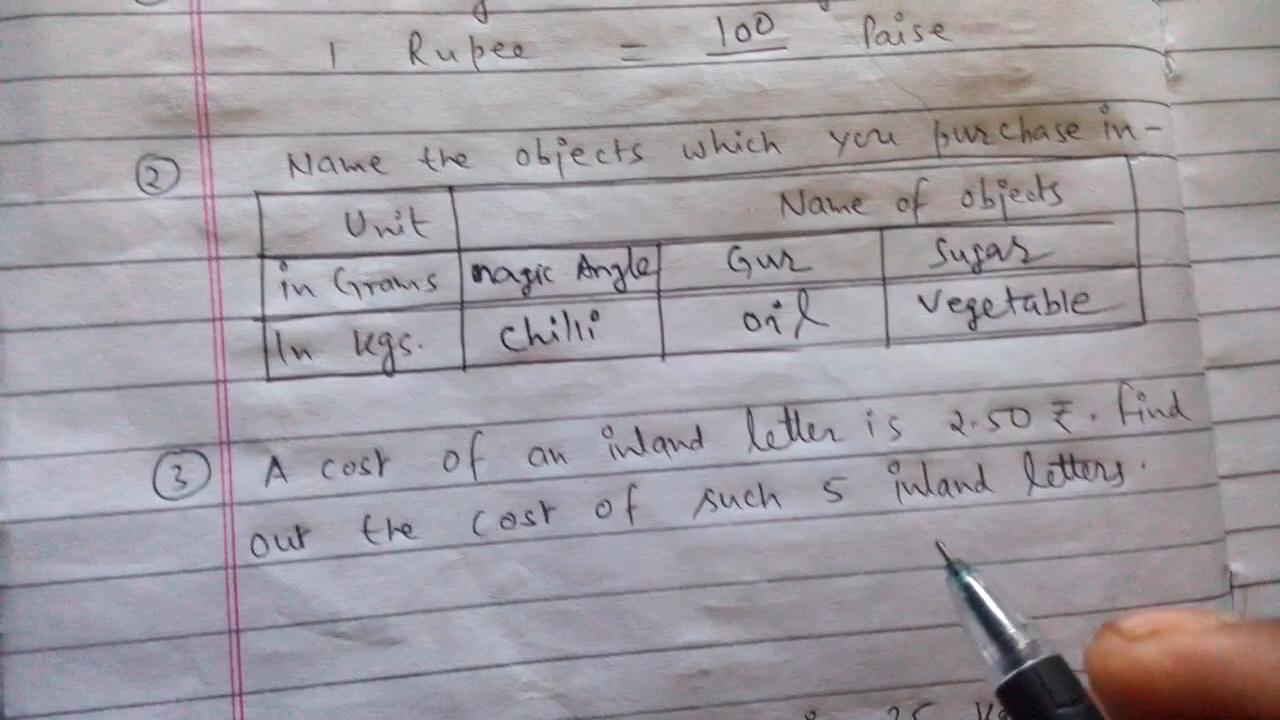 1 Rupee = 100 Paise
② Name the objects which you purchase in-
Unit Name of objects
in Grams magic Angle Gur Sugar
In kgs. chilli oil vegetable
③ A cost of an inland letter is 2.50 ₹. find
out the cost of such 5 inland letters.
25